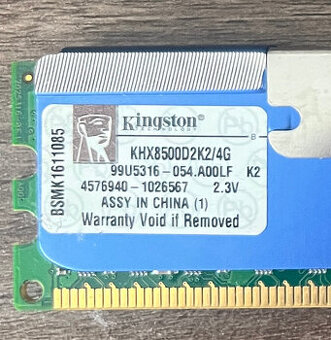 Kingston
TECHNOLOGY
B
KHX8500D2K2/4G
99U5316-054.A00LF K2
4576940-1026567 2.3V
ASSY IN CHINA (1)
Warranty Void if Removed
BSMK1611085